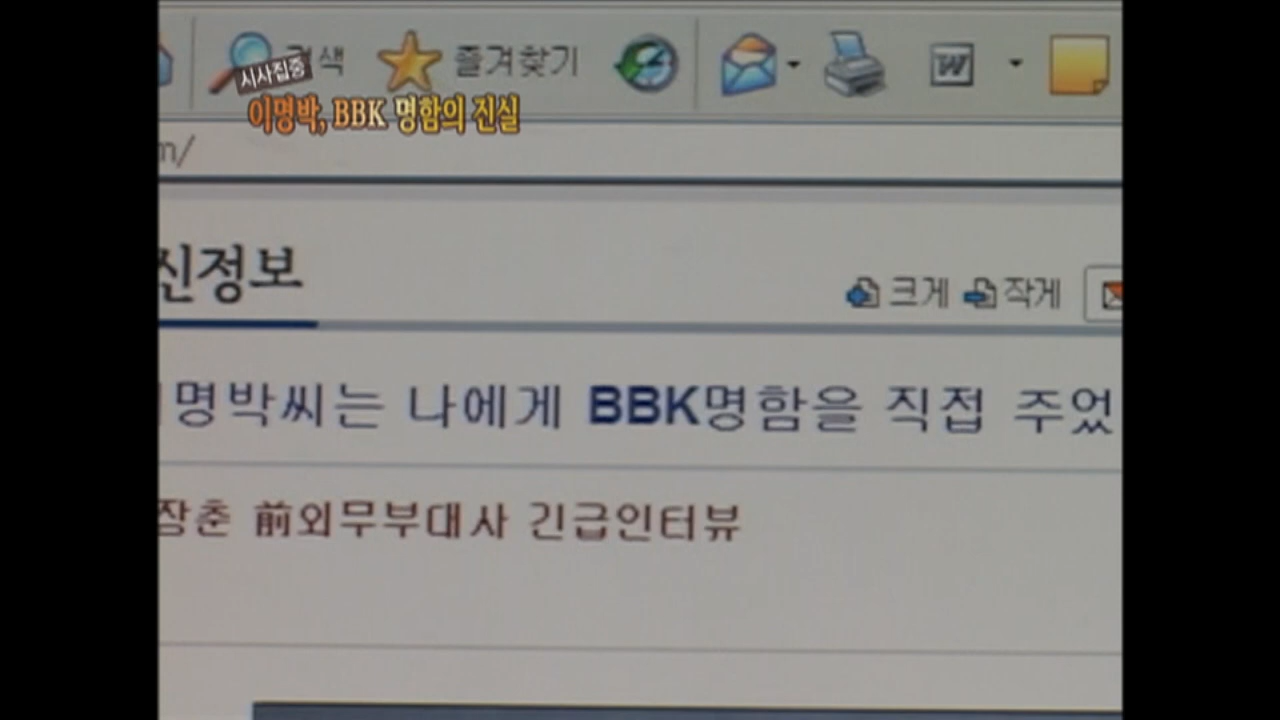 즐겨찾기
시사집중
이명박, BBK 명함의 진실
m/
신정보
크게 작게
명박씨는 나에게 BBK명함을 직접 주었
장춘 前외무부대사 긴급인터뷰